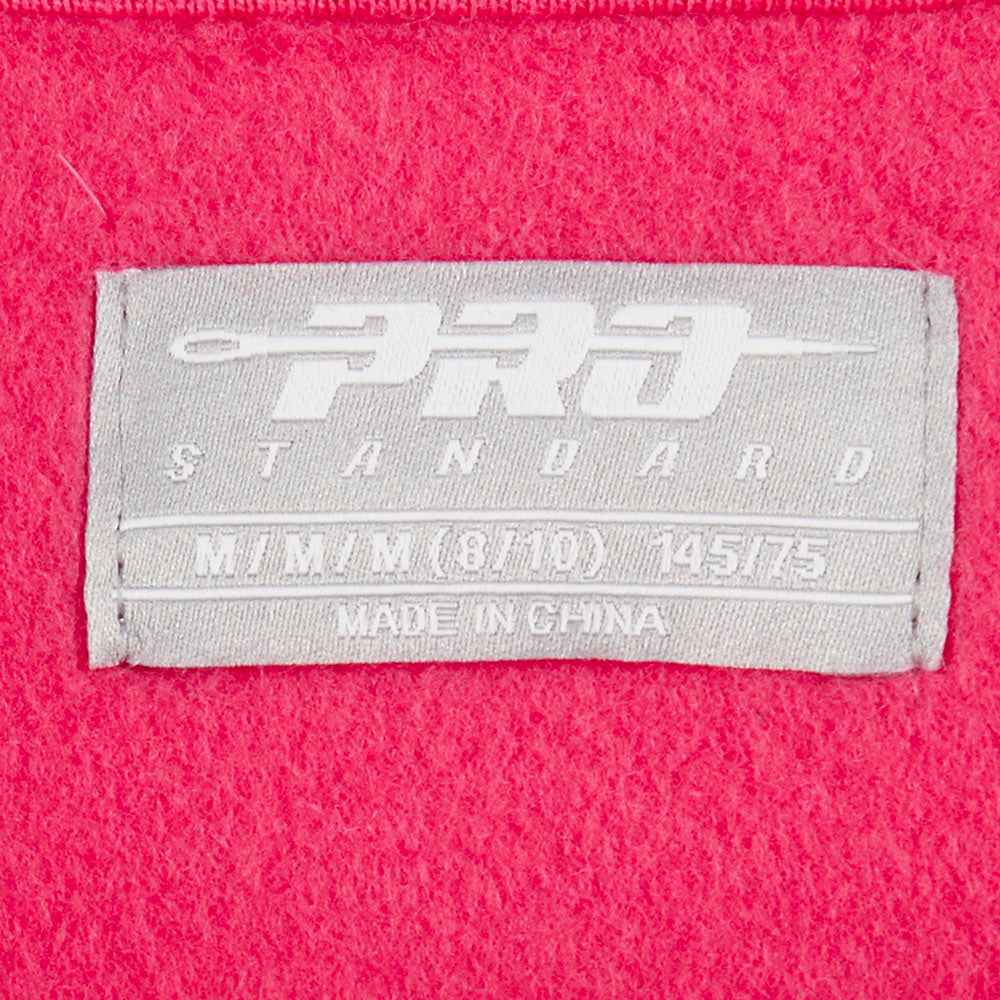 PRO
STANDARD
M/M/M (8/10) 145/75
MADE IN CHINA